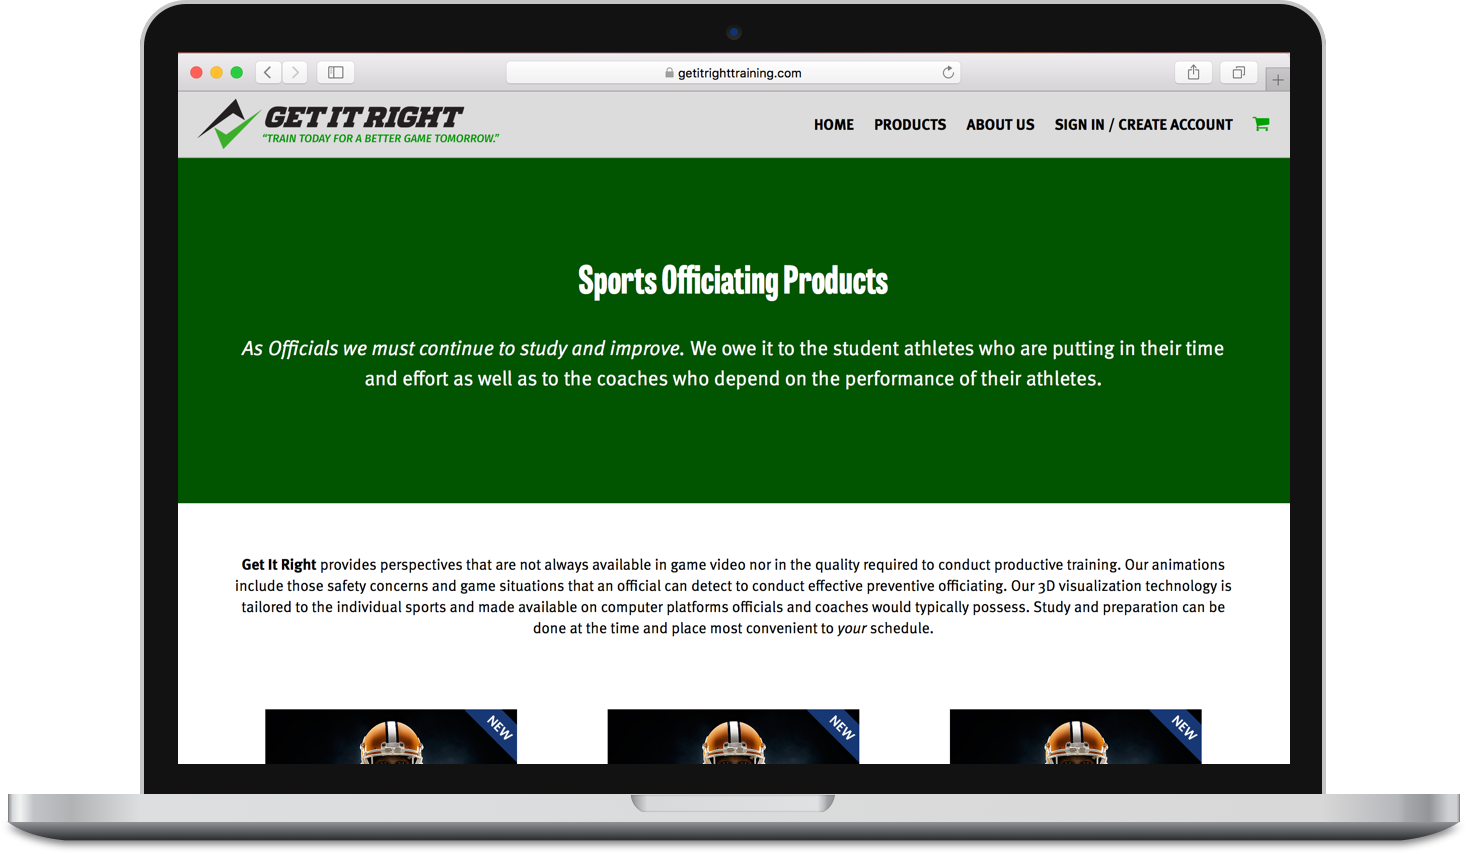 getitrighttraining.com
GET IT RIGHT
“TRAIN TODAY FOR A BETTER GAME TOMORROW.”
HOME PRODUCTS ABOUT US SIGN IN / CREATE ACCOUNT
Sports Officiating Products
As Officials we must continue to study and improve. We owe it to the student athletes who are putting in their time
and effort as well as to the coaches who depend on the performance of their athletes.
Get It Right provides perspectives that are not always available in game video nor in the quality required to conduct productive training. Our animations
include those safety concerns and game situations that an official can detect to conduct effective preventive officiating. Our 3D visualization technology is
tailored to the individual sports and made available on computer platforms officials and coaches would typically possess. Study and preparation can be
done at the time and place most convenient to your schedule.
NEW NEW NEW